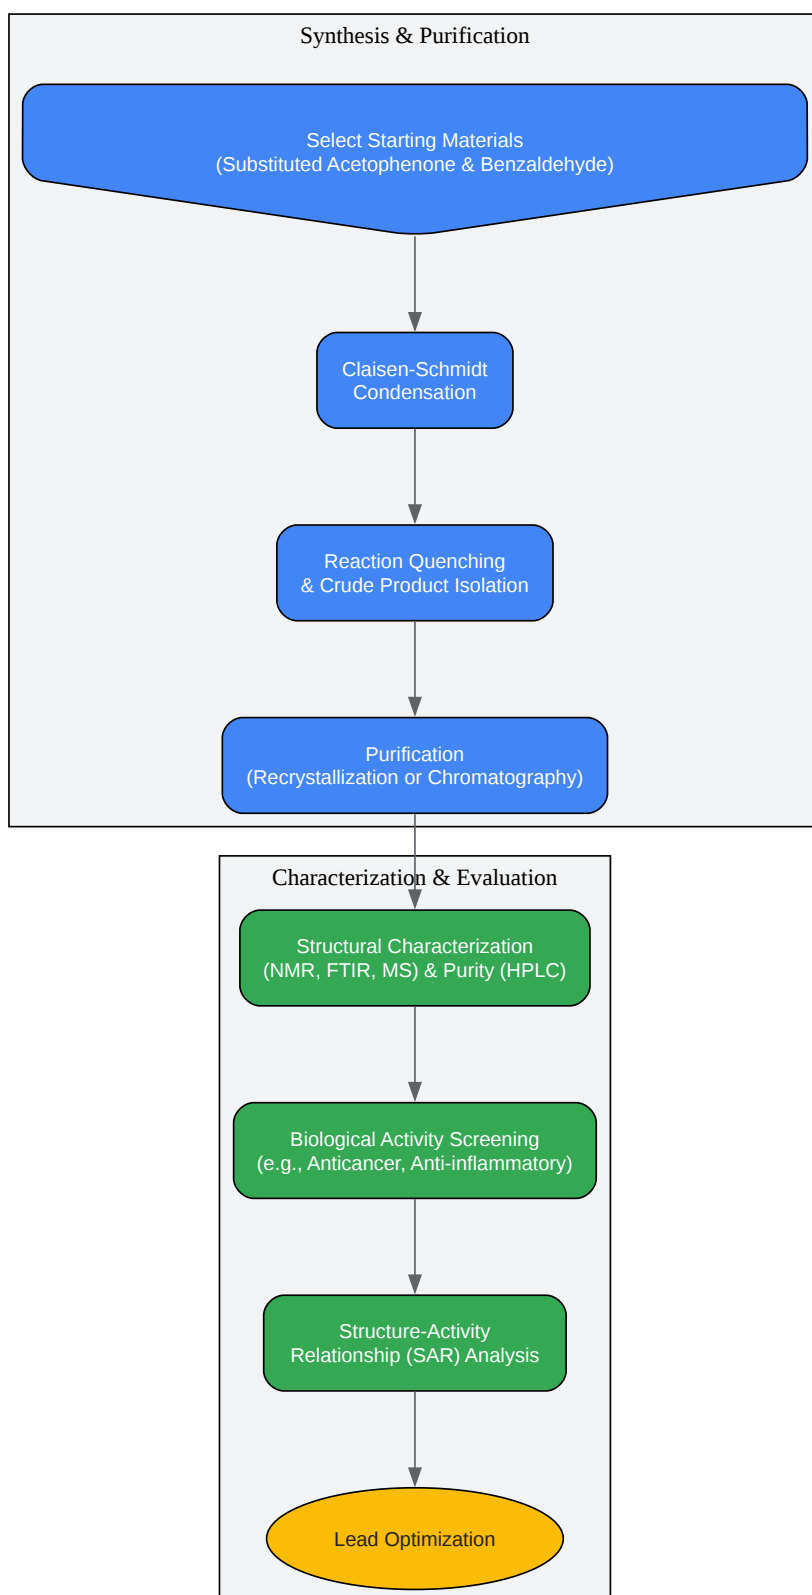 Synthesis & Purification
Select Starting Materials
(Substituted Acetophenone & Benzaldehyde)
Claisen-Schmidt
Condensation
Reaction Quenching
& Crude Product Isolation
Purification
(Recrystallization or Chromatography)
Characterization & Evaluation
Structural Characterization
(NMR, FTIR, MS) & Purity (HPLC)
Biological Activity Screening
(e.g., Anticancer, Anti-inflammatory)
Structure-Activity
Relationship (SAR) Analysis
Lead Optimization